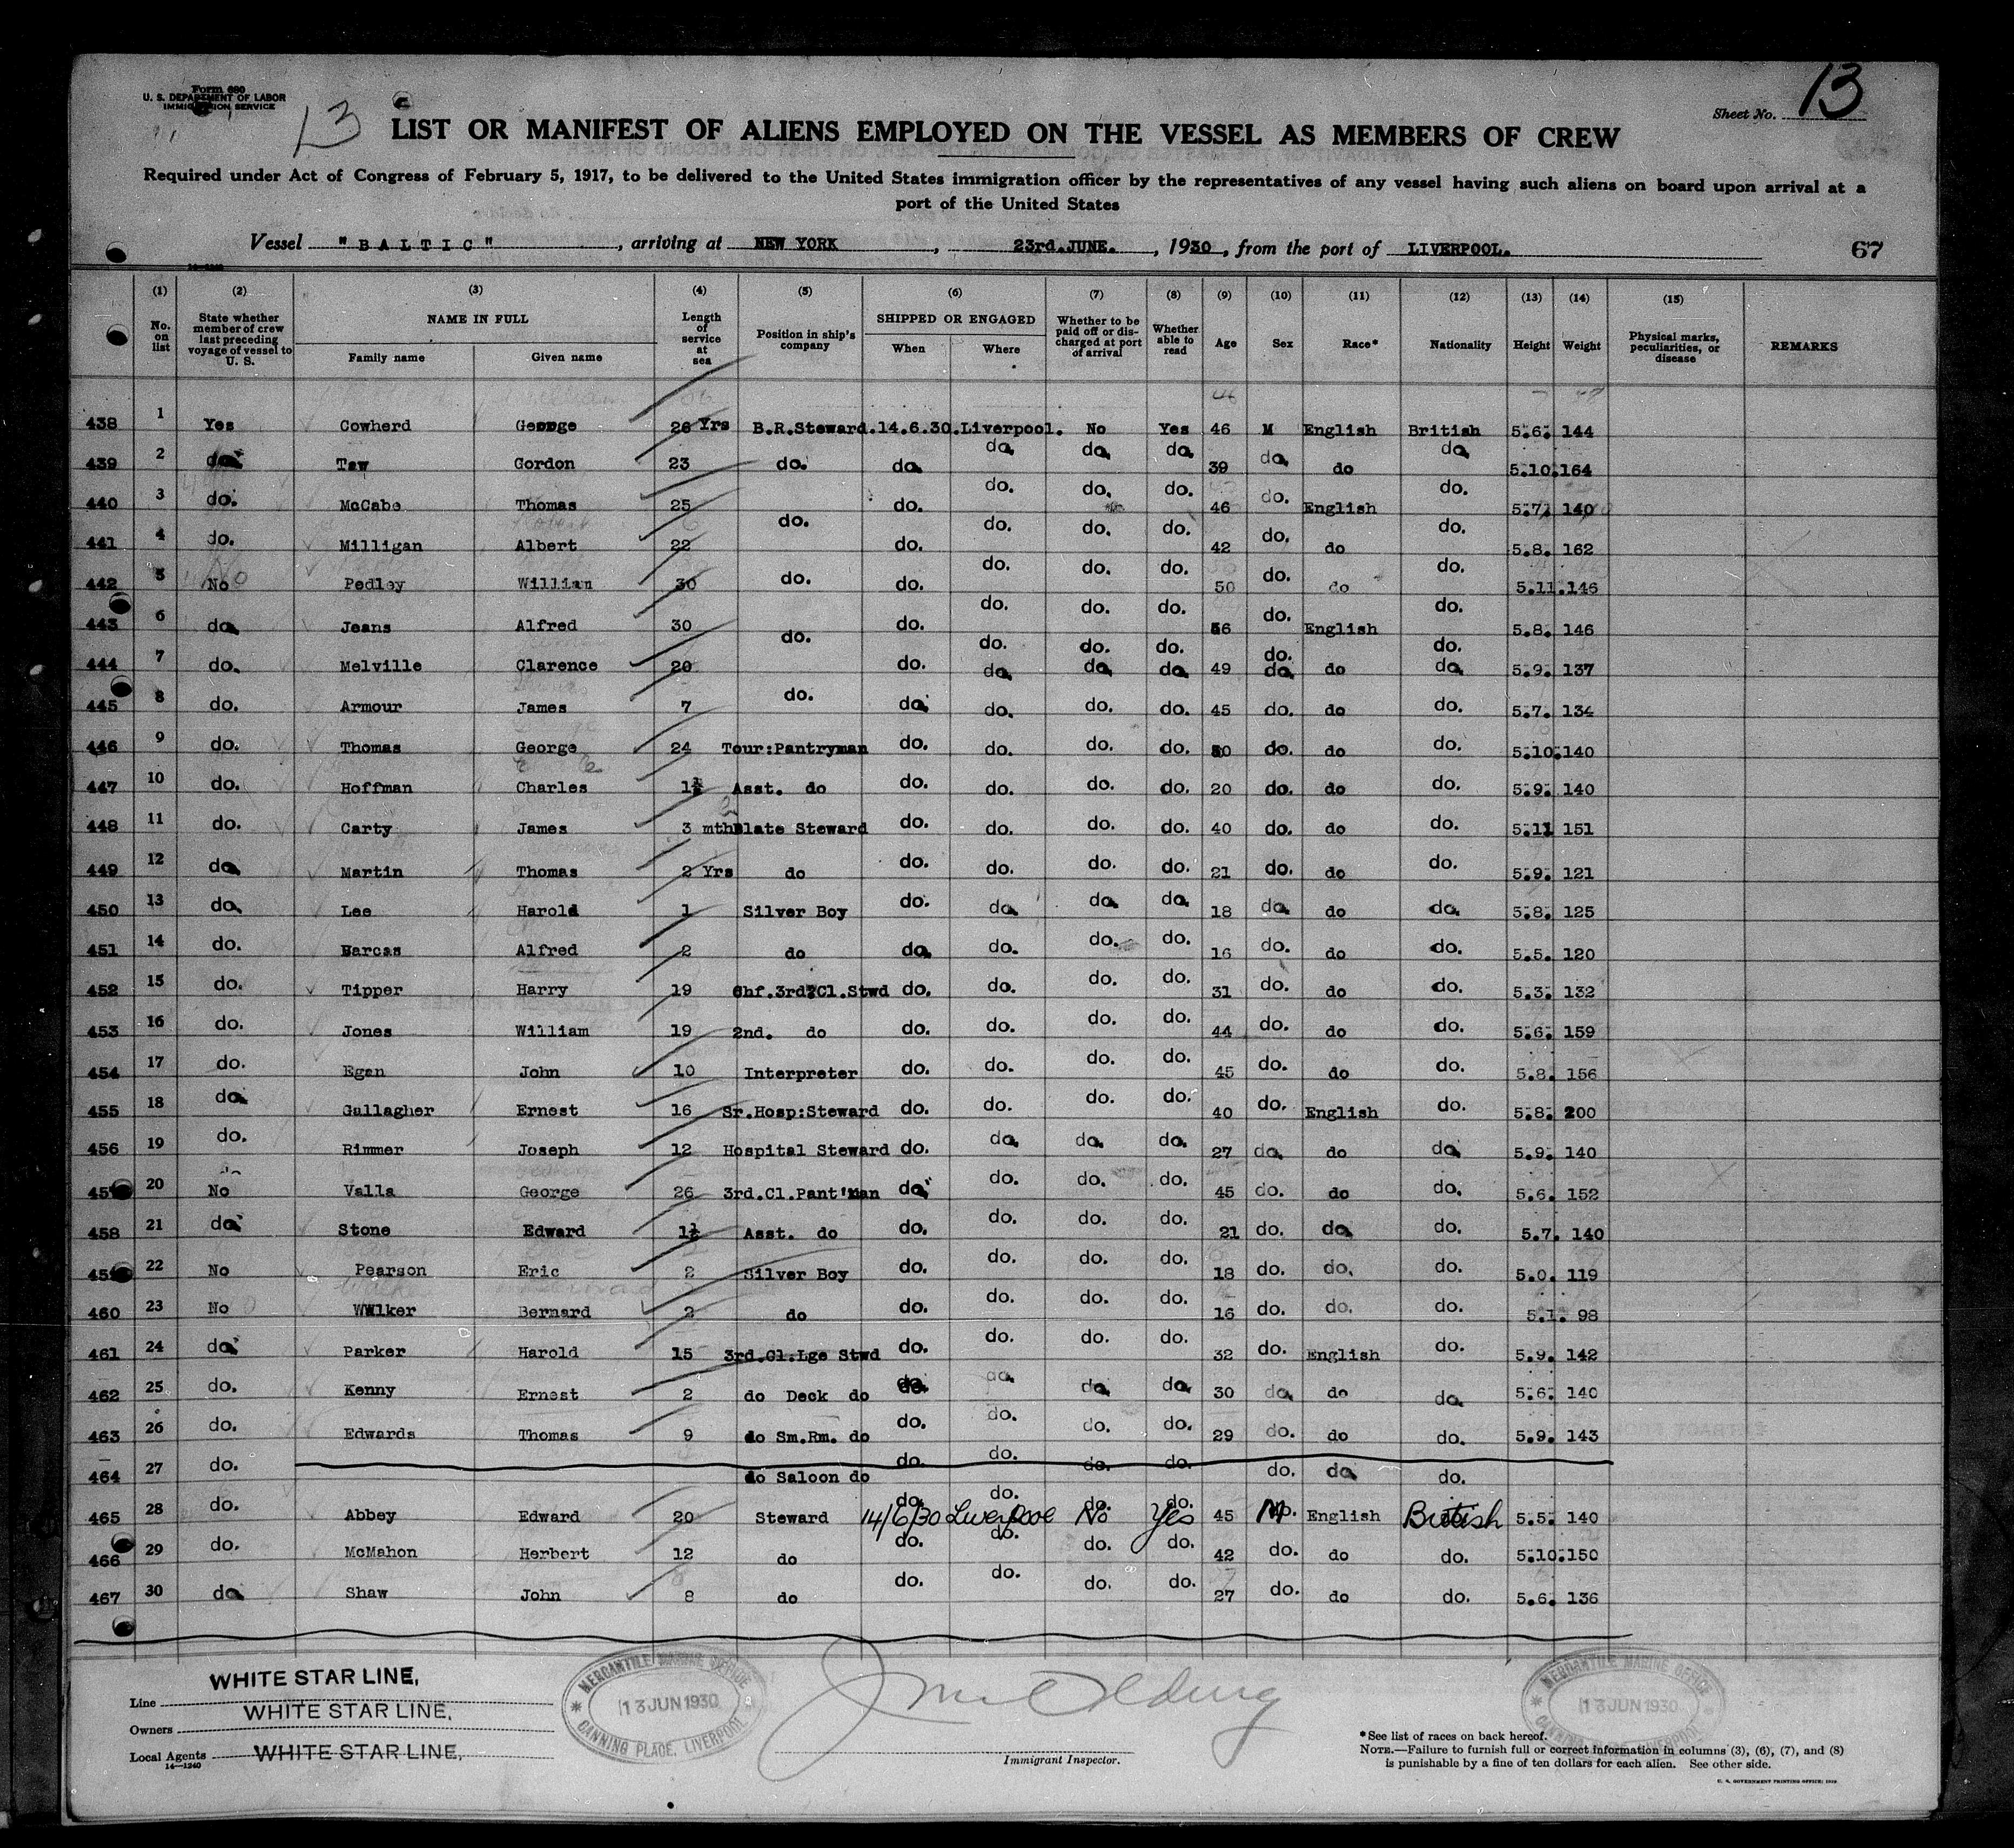 Form 680
U. S. DEPARTMENT OF LABOR
IMMIGRATION SERVICE
13
Sheet No. 13
LIST OR MANIFEST OF ALIENS EMPLOYED ON THE VESSEL AS MEMBERS OF CREW
Required under Act of Congress of February 5, 1917, to be delivered to the United States immigration officer by the representatives of any vessel having such aliens on board upon arrival at a
port of the United States
Vessel "BALTIC", arriving at NEW YORK, 23rd.JUNE., 1930, from the port of LIVERPOOL. 67
(1) (2) (3) (4) (5) (6) (7) (8) (9) (10) (11) (12) (13) (14) (15)
No. on list State whether member of crew last preceding voyage of vessel to U. S. NAME IN FULL Family name Given name Length of service at sea Position in ship's company SHIPPED OR ENGAGED When Where Whether to be paid off or discharged at port of arrival Whether able to read Age Sex Race* Nationality Height Weight Physical marks, peculiarities, or disease REMARKS
438 1 Yes Cowherd George 26 Yrs B.R.Steward. 14.6.30. Liverpool. No Yes 46 M English British 5.6. 144
439 2 do. Taw Gordon 23 do. do. do. do. do. 39 do. do do. 5.10. 164
440 3 do. McCabe Thomas 25 do. do. do. do. 46 do. English do. 5.7. 140
441 4 do. Milligan Albert 22 do. do. do. do. do. 42 do. do do. 5.8. 162
442 5 No Pedley Willian 30 do. do. do. do. do. 50 do. do do. 5.11. 146
443 6 do. Jeans Alfred 30 do. do. do. do. 56 do. English do. 5.8. 146
444 7 do. Melville Clarence 20 do. do. do. do. do. 49 do. do do. 5.9. 137
445 8 do. Armour James 7 do. do. do. do. do. 45 do. do do. 5.7. 134
446 9 do. Thomas George 24 Tour:Pantryman do. do. do. do. do. do do. 5.10. 140
447 10 do. Hoffman Charles 1½ Asst. do do. do. do. do. 20 do. do do. 5.9. 140
448 11 do. Carty James 3 mth Plate Steward do. do. do. do. 40 do. do do. 5.11 151
449 12 do. Martin Thomas 2 Yrs do do. do. do. do. 21 do. do do. 5.9. 121
450 13 do. Lee Harold 1 Silver Boy do. do. do. do. 18 do. do do. 5.8. 125
451 14 do. Barcas Alfred 2 do do. do. do. do. 16 do. do do. 5.5. 120
452 15 do. Tipper Harry 19 Chf.3rd.Cl.Stwd do. do. do. do. 31 do. do do. 5.3. 132
453 16 do. Jones William 19 2nd. do do. do. do. do. 44 do. do do. 5.6. 159
454 17 do. Egan John 10 Interpreter do. do. do. do. 45 do. do do. 5.8. 156
455 18 do. Gallagher Ernest 16 Sr.Hosp:Steward do. do. do. do. 40 do. English do. 5.8. 200
456 19 do. Rimmer Joseph 12 Hospital Steward do. do. do. do. 27 do. do do. 5.9. 140
457 20 No Valla George 26 3rd.Cl.Pant'man do. do. do. do. 45 do. do do. 5.6. 152
458 21 do. Stone Edward 1½ Asst. do do. do. do. do. 21 do. do. do. 5.7. 140
459 22 No Pearson Eric 2 Silver Boy do. do. do. do. 18 do. do. do. 5.0. 119
460 23 No Walker Bernard 2 do do. do. do. do. 16 do. do. do. 5.1. 98
461 24 do. Parker Harold 15 3rd.Cl.Lge Stwd do. do. do. do. 32 do. English do. 5.9. 142
462 25 do. Kenny Ernest 2 do Deck do do. do. do. do. 30 do. do do. 5.6. 140
463 26 do. Edwards Thomas 9 do Sm.Rm. do do. do. do. do. 29 do. do do. 5.9. 143
464 27 do. do Saloon do do. do. do. do. do. do. do.
465 28 do. Abbey Edward 20 Steward 14/6/30 Liverpool No Yes 45 M English British 5.5. 140
466 29 do. McMahon Herbert 12 do do. do. do. do. 42 do. do do. 5.10. 150
467 30 do. Shaw John 8 do do. do. do. do. 27 do. do do. 5.6. 136
Line WHITE STAR LINE,
Owners WHITE STAR LINE,
Local Agents WHITE STAR LINE,
14—1240
MERCANTILE MARINE OFFICE
13 JUN 1930
CANNING PLACE, LIVERPOOL
Immigrant Inspector.
MERCANTILE MARINE OFFICE
13 JUN 1930
*See list of races on back hereof.
NOTE.—Failure to furnish full or correct information in columns (3), (6), (7), and (8)
is punishable by a fine of ten dollars for each alien. See other side.